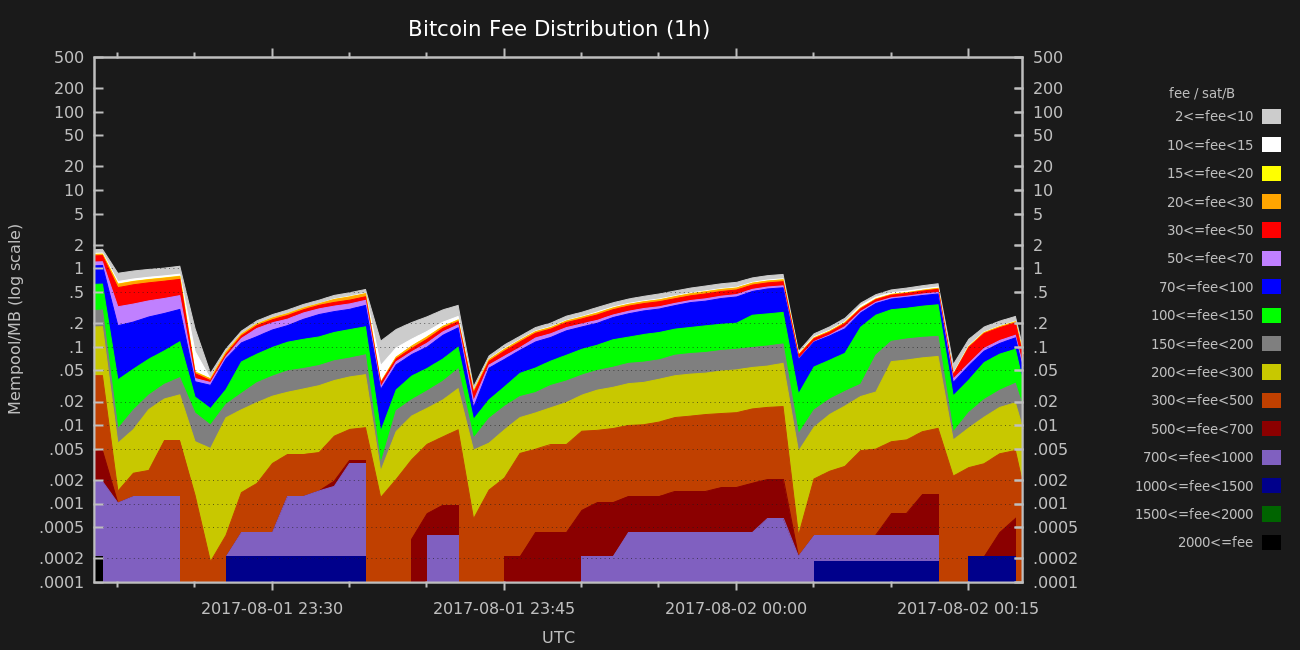 Bitcoin Fee Distribution (1h)
Mempool/MB (log scale)
500
200
100
50
20
10
5
2
1
.5
.2
.1
.05
.02
.01
.005
.002
.001
.0005
.0002
.0001
500
200
100
50
20
10
5
2
1
.5
.2
.1
.05
.02
.01
.005
.002
.001
.0005
.0002
.0001
fee / sat/B
2<=fee<10
10<=fee<15
15<=fee<20
20<=fee<30
30<=fee<50
50<=fee<70
70<=fee<100
100<=fee<150
150<=fee<200
200<=fee<300
300<=fee<500
500<=fee<700
700<=fee<1000
1000<=fee<1500
1500<=fee<2000
2000<=fee
2017-08-01 23:30 2017-08-01 23:45 2017-08-02 00:00 2017-08-02 00:15
UTC